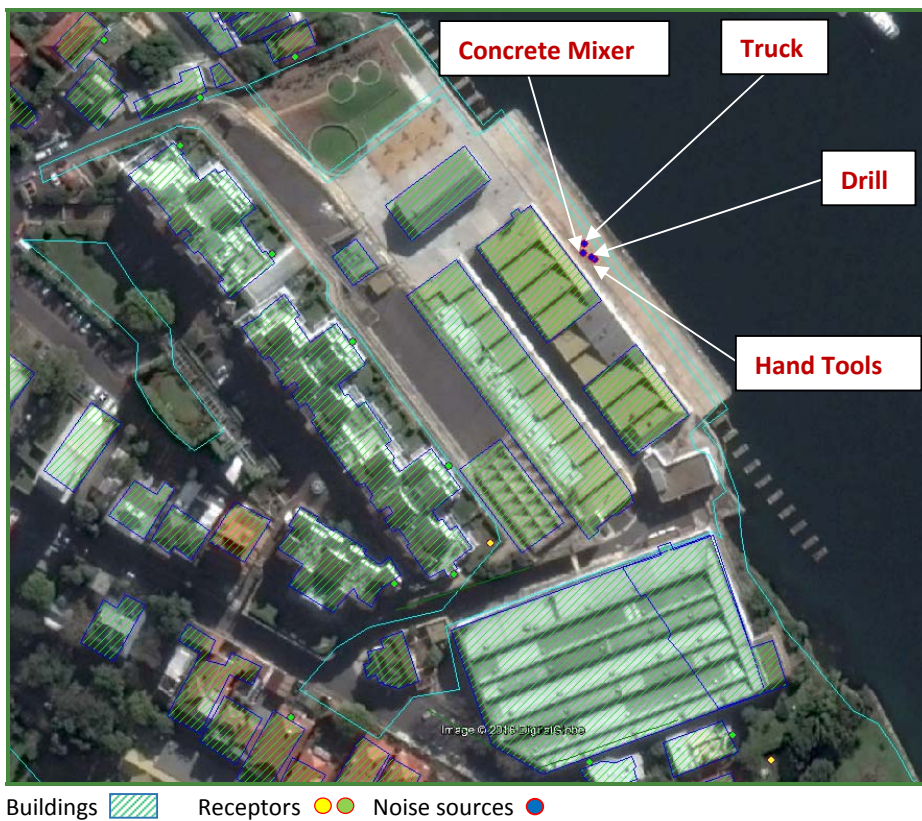 Concrete Mixer
Truck
Drill
Hand Tools
Image © 2016 DigitalGlobe
Buildings Receptors Noise sources